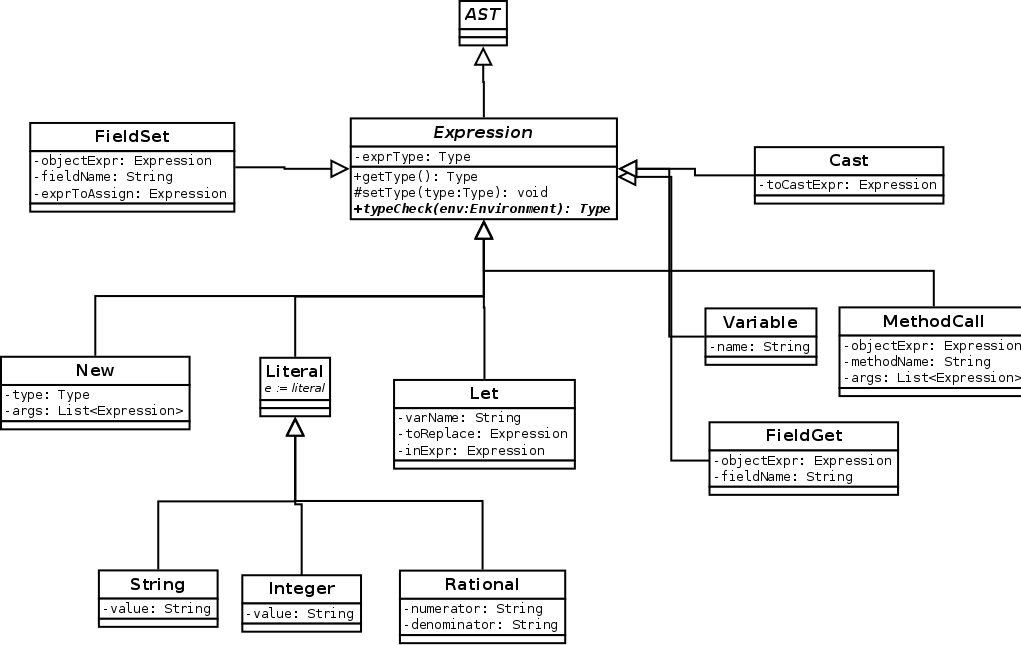 AST
FieldSet
-objectExpr: Expression
-fieldName: String
-exprToAssign: Expression
Expression
-exprType: Type
+getType(): Type
#setType(type:Type): void
+typeCheck(env:Environment): Type
Cast
-toCastExpr: Expression
New
-type: Type
-args: List<Expression>
Literal
e := literal
Let
-varName: String
-toReplace: Expression
-inExpr: Expression
Variable
-name: String
MethodCall
-objectExpr: Expression
-methodName: String
-args: List<Expression>
FieldGet
-objectExpr: Expression
-fieldName: String
String
-value: String
Integer
-value: String
Rational
-numerator: String
-denominator: String